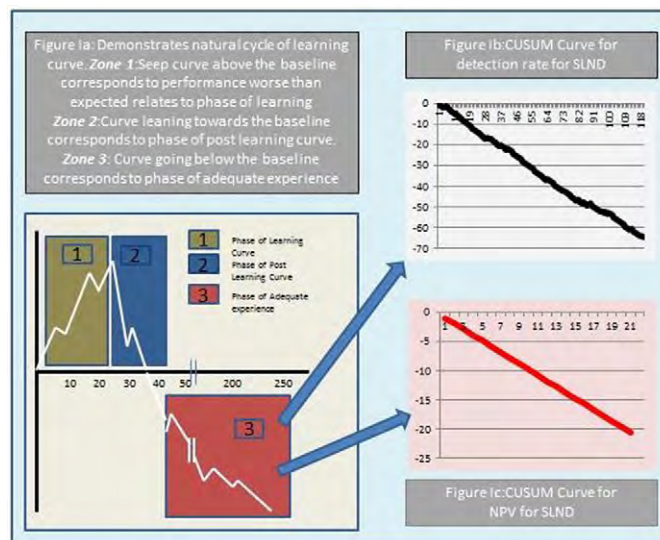 Figure Ia: Demonstrates natural cycle of learning
curve. Zone 1:Seep curve above the baseline
corresponds to performance worse than
expected relates to phase of learning
Zone 2:Curve leaning towards the baseline
corresponds to phase of post learning curve.
Zone 3: Curve going below the baseline
corresponds to phase of adequate experience
Figure Ib:CUSUM Curve for
detection rate for SLND
0
-10
-20
-30
-40
-50
-60
-70
1 10 19 28 37 46 55 64 73 82 91 100 109 118
1
2
1 Phase of Learning
Curve
2 Phase of Post
Learning Curve
3 Phase of Adequate
experience
10 20 30 40 50 200 250
3
0
-5
-10
-15
-20
-25
1 3 5 7 9 11 13 15 17 19 21
Figure Ic:CUSUM Curve for
NPV for SLND